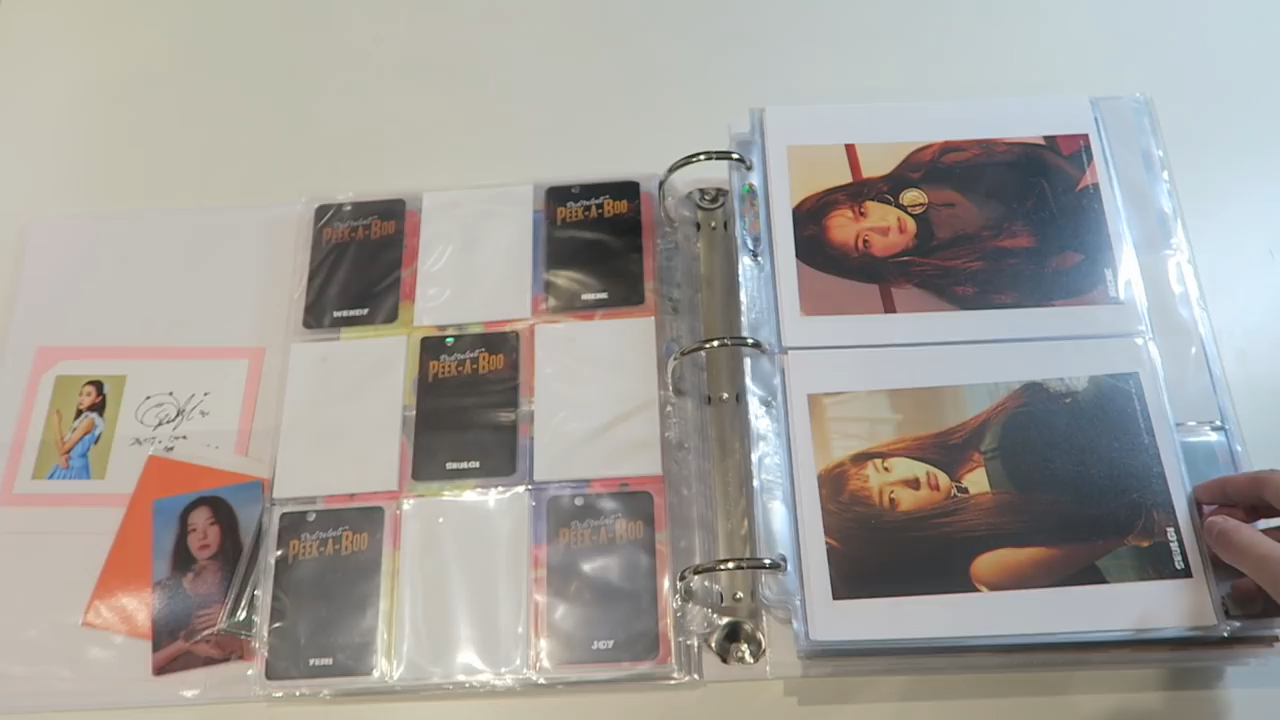 Red Velvet
PEEK-A-BOO
WENDY
Red Velvet
PEEK-A-BOO
IRENE
Red Velvet
PEEK-A-BOO
SEULGI
Red Velvet
PEEK-A-BOO
YERI
Red Velvet
PEEK-A-BOO
JOY
IRENE
SEULGI